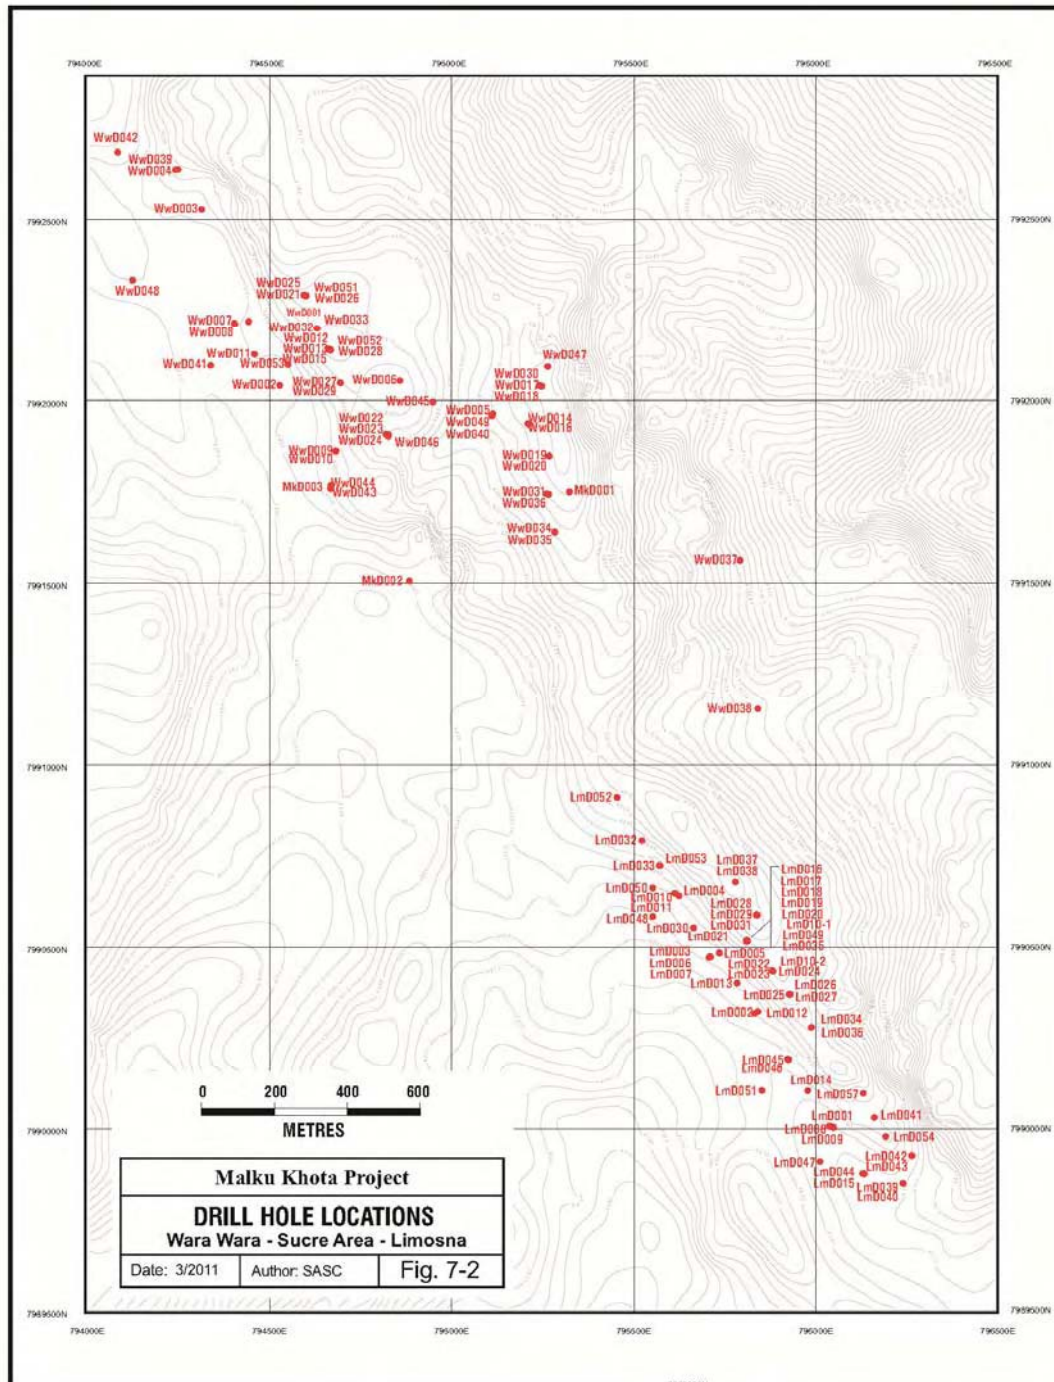 794000E 794500E 795000E 795500E 796000E 796500E
WwD042
WwD039
WwD004
WwD003
7992500N 7992500N
WwD048
WwD025 WwD051
WwD021 WwD026
WwD001
WwD007 WwD033
WwD008 WwD032
WwD012 WwD052
WwD013 WwD028
WwD011 WwD015
WwD041 WwD053
WwD047
WwD030
WwD002 WwD027 WwD006 WwD017
WwD029 WwD018
7992000N 7992000N
WwD045 WwD005
WwD022 WwD049 WwD014
WwD023 WwD040 WwD016
WwD024 WwD046
WwD009 WwD019
WwD010 WwD020
MkD003 WwD044 WwD031 MkD001
WwD043 WwD036
WwD034
WwD035
WwD037
MkD002
7991500N 7991500N
WwD038
7991000N 7991000N
LmD052
LmD032
LmD053 LmD037
LmD033 LmD038 LmD016
LmD017
LmD050 LmD004 LmD018
LmD010 LmD028 LmD019
LmD011 LmD029 LmD020
LmD048 LmD031 LmD10-1
LmD030 LmD049
LmD021 LmD035
7990500N 7990500N
LmD003 LmD005 LmD10-2
LmD006 LmD022 LmD024
LmD007 LmD023
LmD013 LmD026
LmD025 LmD027
LmD002 LmD012 LmD034
LmD036
LmD045
LmD046
LmD014
LmD051 LmD057
LmD001 LmD041
LmD009
7990000N 7990000N
LmD054
LmD042
LmD047 LmD043
LmD044
LmD015 LmD039
LmD040
0 200 400 600
METRES
Malku Khota Project
DRILL HOLE LOCATIONS
Wara Wara - Sucre Area - Limosna
Date: 3/2011 Author: SASC Fig. 7-2
7989500N 7989500N
794000E 794500E 795000E 795500E 796000E 796500E